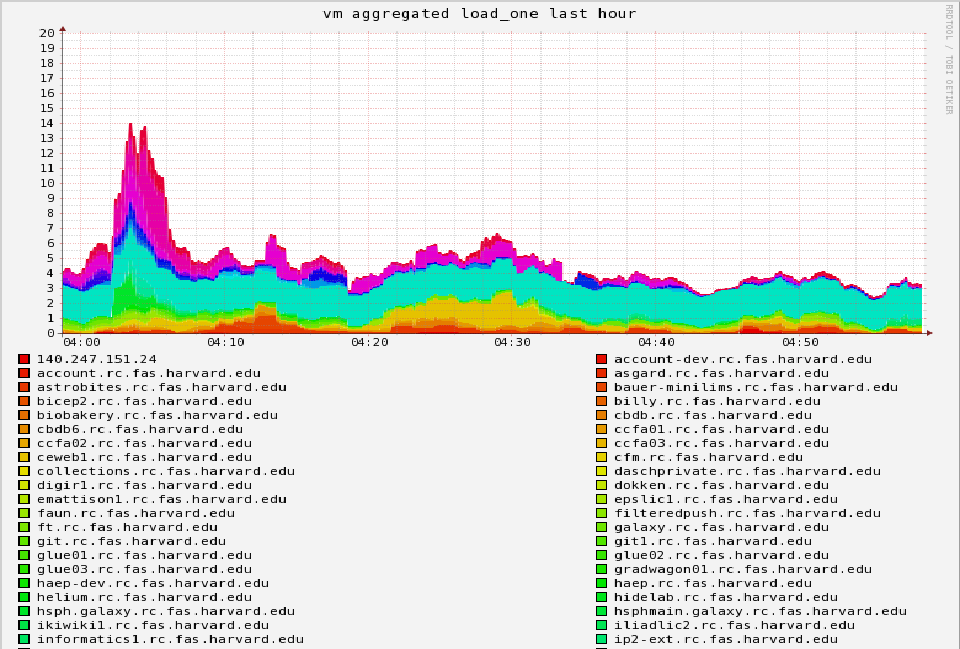 vm aggregated load_one last hour
RRDTOOL / TOBI OETIKER
20
19
18
17
16
15
14
13
12
11
10
9
8
7
6
5
4
3
2
1
0
04:00 04:10 04:20 04:30 04:40 04:50
140.247.151.24 account-dev.rc.fas.harvard.edu
account.rc.fas.harvard.edu asgard.rc.fas.harvard.edu
astrobites.rc.fas.harvard.edu bauer-minilims.rc.fas.harvard.edu
bicep2.rc.fas.harvard.edu billy.rc.fas.harvard.edu
biobakery.rc.fas.harvard.edu cbdb.rc.fas.harvard.edu
cbdb6.rc.fas.harvard.edu ccfa01.rc.fas.harvard.edu
ccfa02.rc.fas.harvard.edu ccfa03.rc.fas.harvard.edu
ceweb1.rc.fas.harvard.edu cfm.rc.fas.harvard.edu
collections.rc.fas.harvard.edu daschprivate.rc.fas.harvard.edu
digir1.rc.fas.harvard.edu dokken.rc.fas.harvard.edu
emattison1.rc.fas.harvard.edu epslic1.rc.fas.harvard.edu
faun.rc.fas.harvard.edu filteredpush.rc.fas.harvard.edu
ft.rc.fas.harvard.edu galaxy.rc.fas.harvard.edu
git.rc.fas.harvard.edu git1.rc.fas.harvard.edu
glue01.rc.fas.harvard.edu glue02.rc.fas.harvard.edu
glue03.rc.fas.harvard.edu gradwagon01.rc.fas.harvard.edu
haep-dev.rc.fas.harvard.edu haep.rc.fas.harvard.edu
helium.rc.fas.harvard.edu hidelab.rc.fas.harvard.edu
hsph.galaxy.rc.fas.harvard.edu hsphmain.galaxy.rc.fas.harvard.edu
ikiwiki1.rc.fas.harvard.edu iliadlic2.rc.fas.harvard.edu
informatics1.rc.fas.harvard.edu ip2-ext.rc.fas.harvard.edu